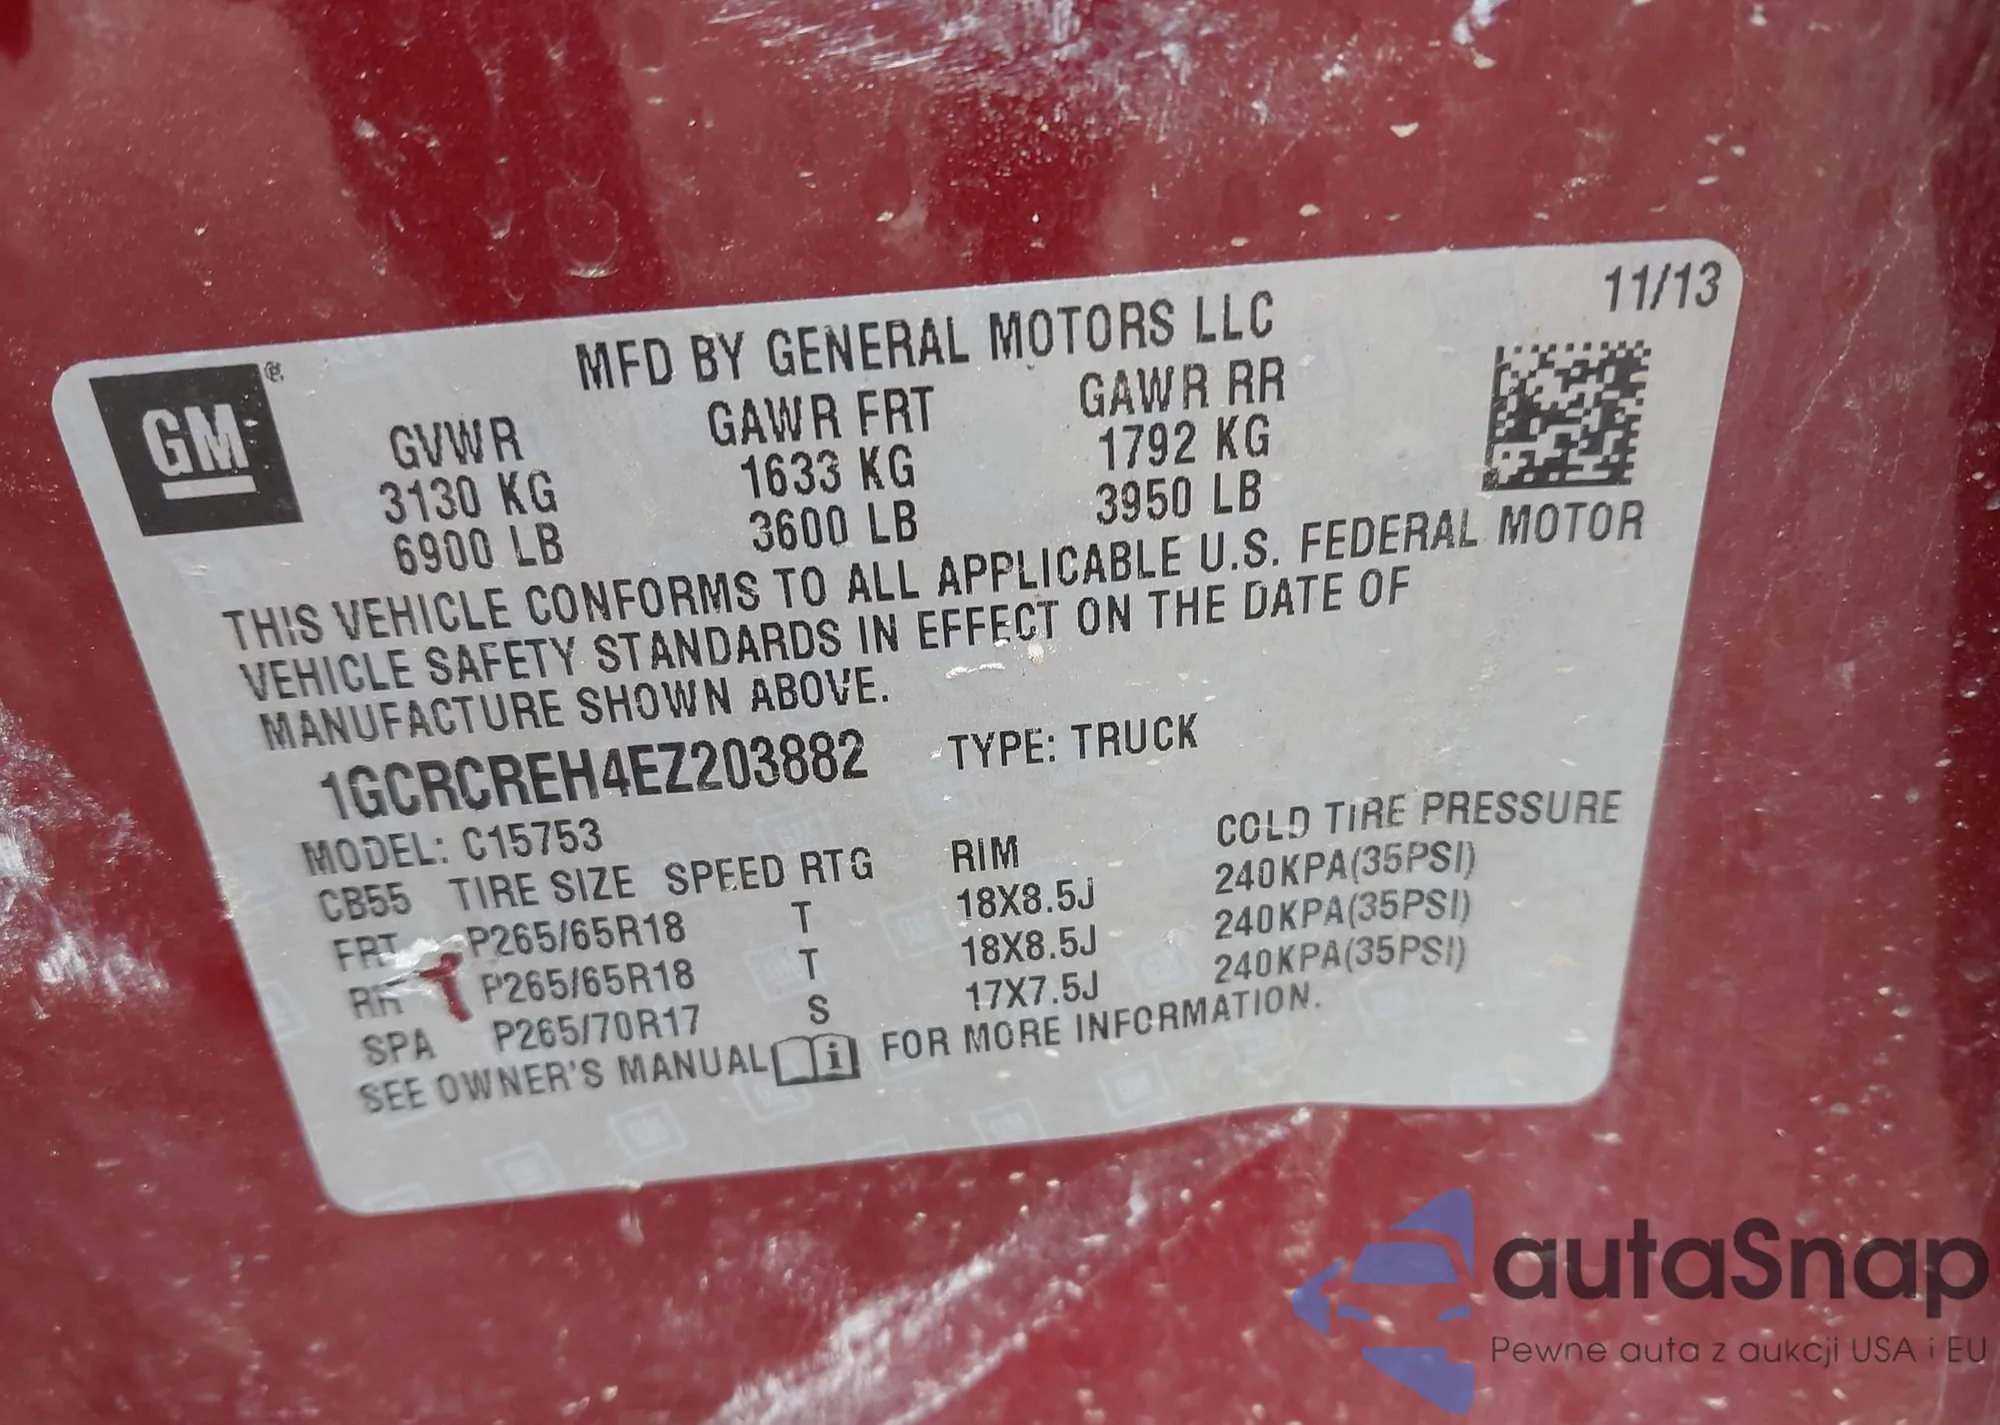 11/13
MFD BY GENERAL MOTORS LLC
GM®
GVWR GAWR FRT GAWR RR
3130 KG 1633 KG 1792 KG
6900 LB 3600 LB 3950 LB
THIS VEHICLE CONFORMS TO ALL APPLICABLE U.S. FEDERAL MOTOR
VEHICLE SAFETY STANDARDS IN EFFECT ON THE DATE OF
MANUFACTURE SHOWN ABOVE.
1GCRCREH4EZ203882 TYPE: TRUCK
MODEL: C15753
CB55 TIRE SIZE SPEED RTG RIM COLD TIRE PRESSURE
FRT P265/65R18 T 18X8.5J 240KPA(35PSI)
RR P265/65R18 T 18X8.5J 240KPA(35PSI)
SPA P265/70R17 S 17X7.5J 240KPA(35PSI)
SEE OWNER'S MANUAL i FOR MORE INFORMATION.
autaSnap
Pewne auta z aukcji USA i EU